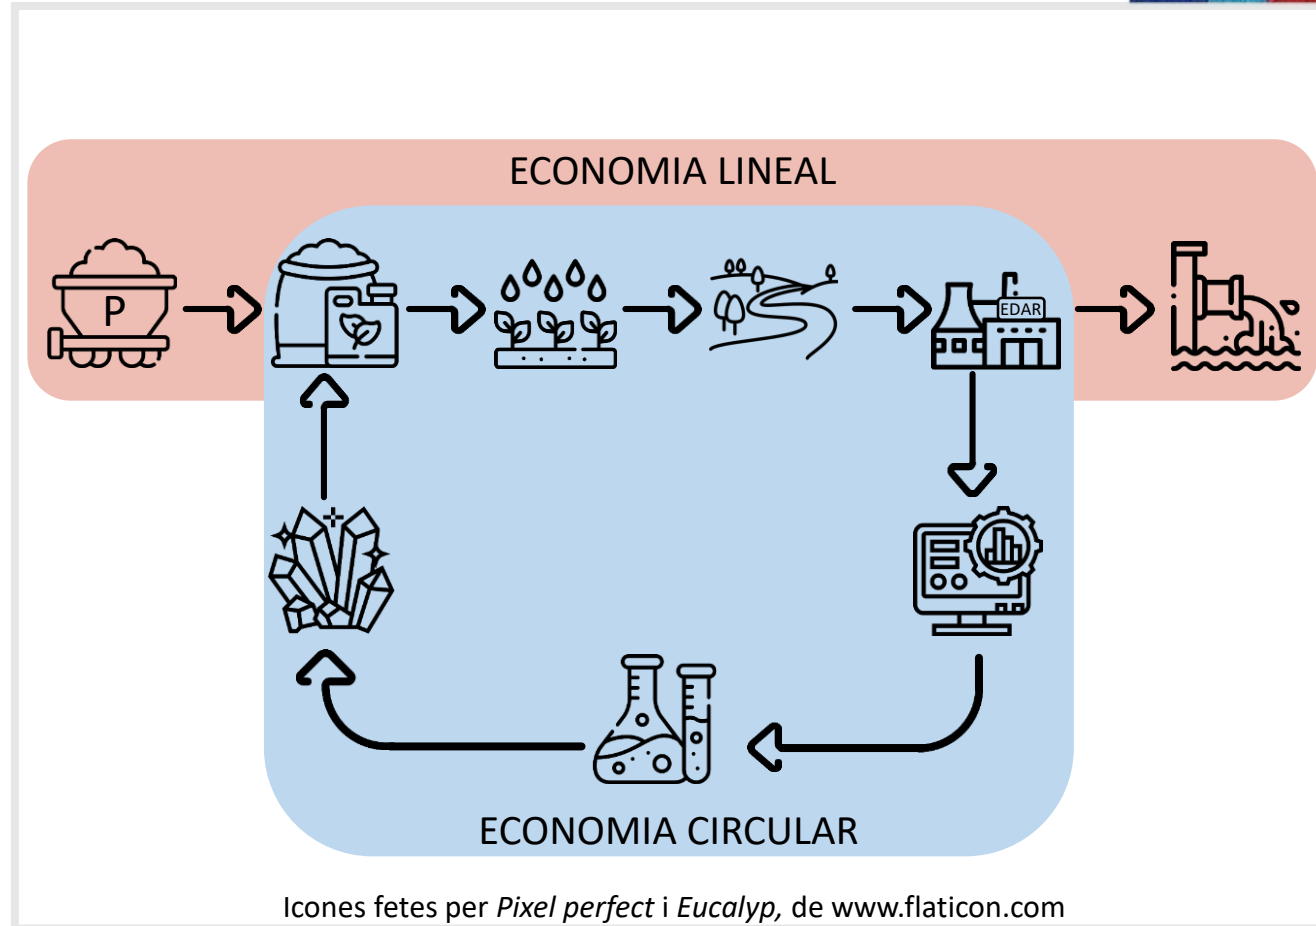 ECONOMIA LINEAL
P
EDAR
ECONOMIA CIRCULAR
Icones fetes per Pixel perfect i Eucalyp, de www.flaticon.com